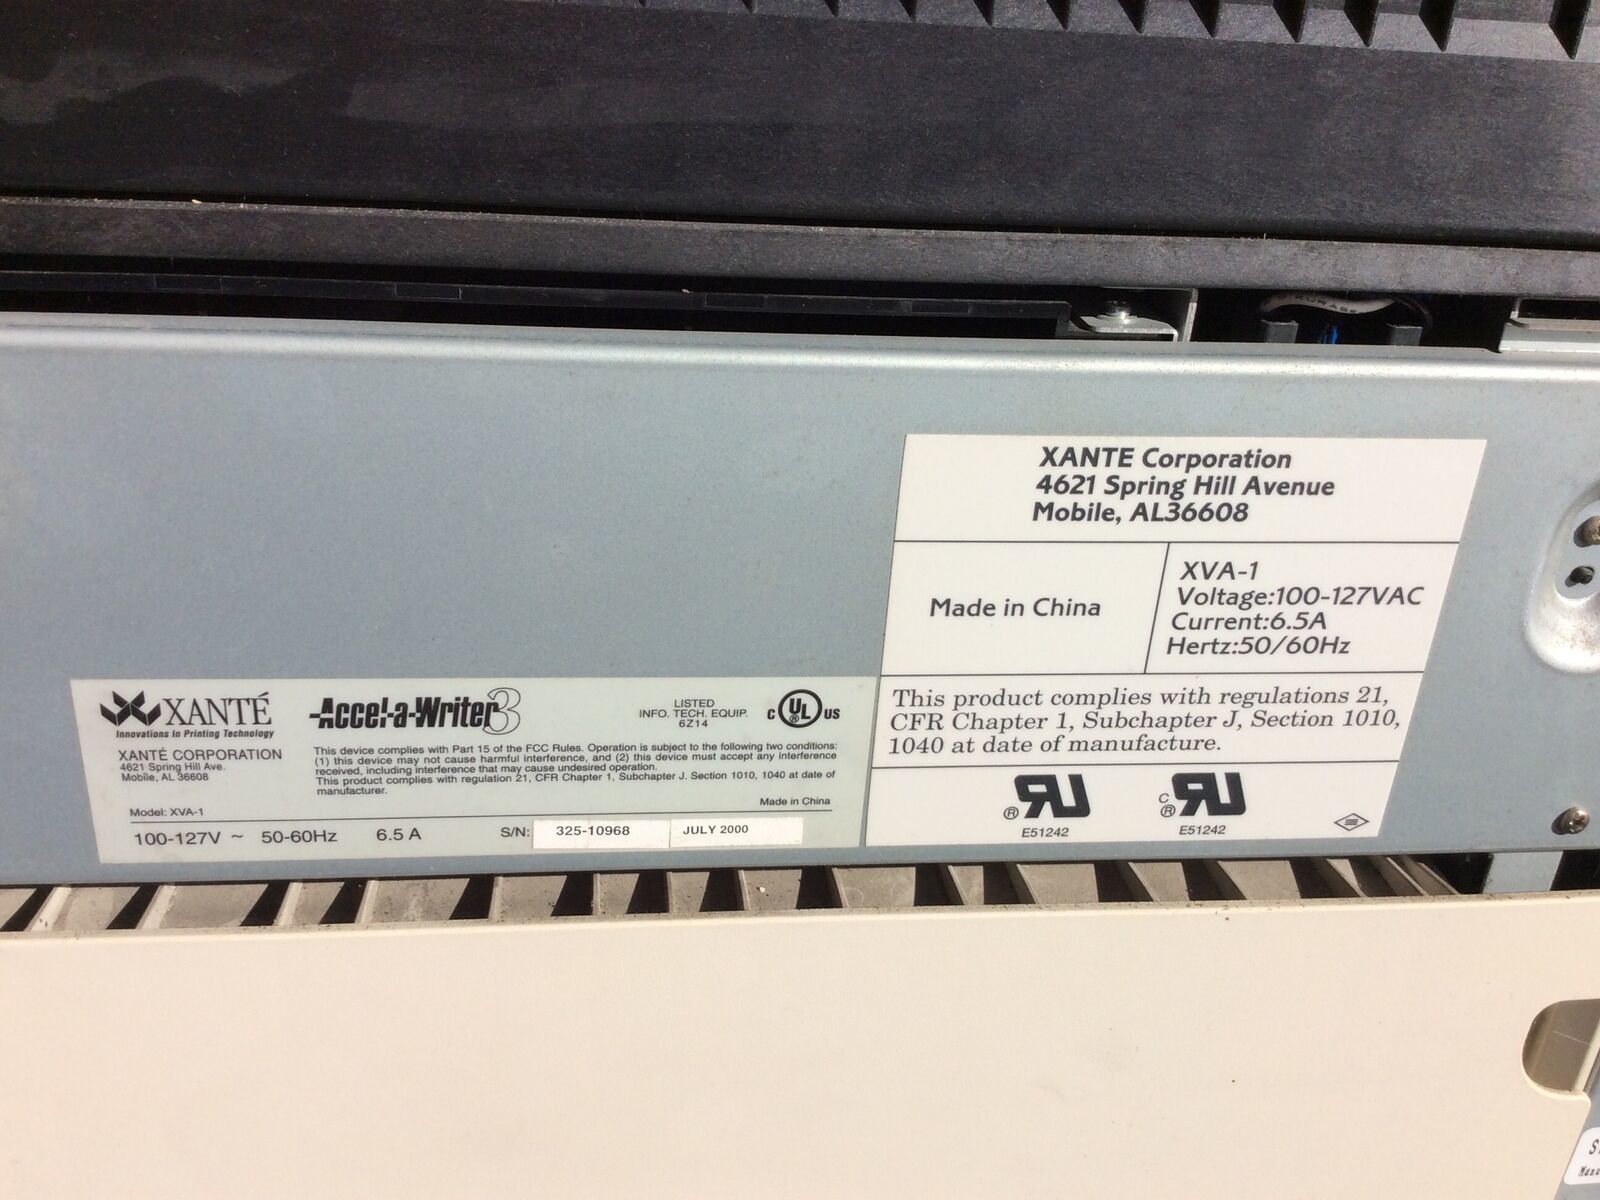 XANTE Corporation
4621 Spring Hill Avenue
Mobile, AL36608
Made in China
XVA-1
Voltage:100-127VAC
Current:6.5A
Hertz:50/60Hz
This product complies with regulations 21,
CFR Chapter 1, Subchapter J, Section 1010,
1040 at date of manufacture.
E51242
E51242
XANTÉ
Innovations in Printing Technology
XANTÉ CORPORATION
4621 Spring Hill Ave.
Mobile, AL 36608
Accel-a-Writer 3
LISTED
INFO. TECH. EQUIP.
6Z14
C UL US
This device complies with Part 15 of the FCC Rules. Operation is subject to the following two conditions:
(1) this device may not cause harmful interference, and (2) this device must accept any interference
received, including interference that may cause undesired operation.
This product complies with regulation 21, CFR Chapter 1, Subchapter J. Section 1010, 1040 at date of
manufacturer.
Made in China
Model: XVA-1
100-127V ~ 50-60Hz 6.5 A S/N: 325-10968 JULY 2000